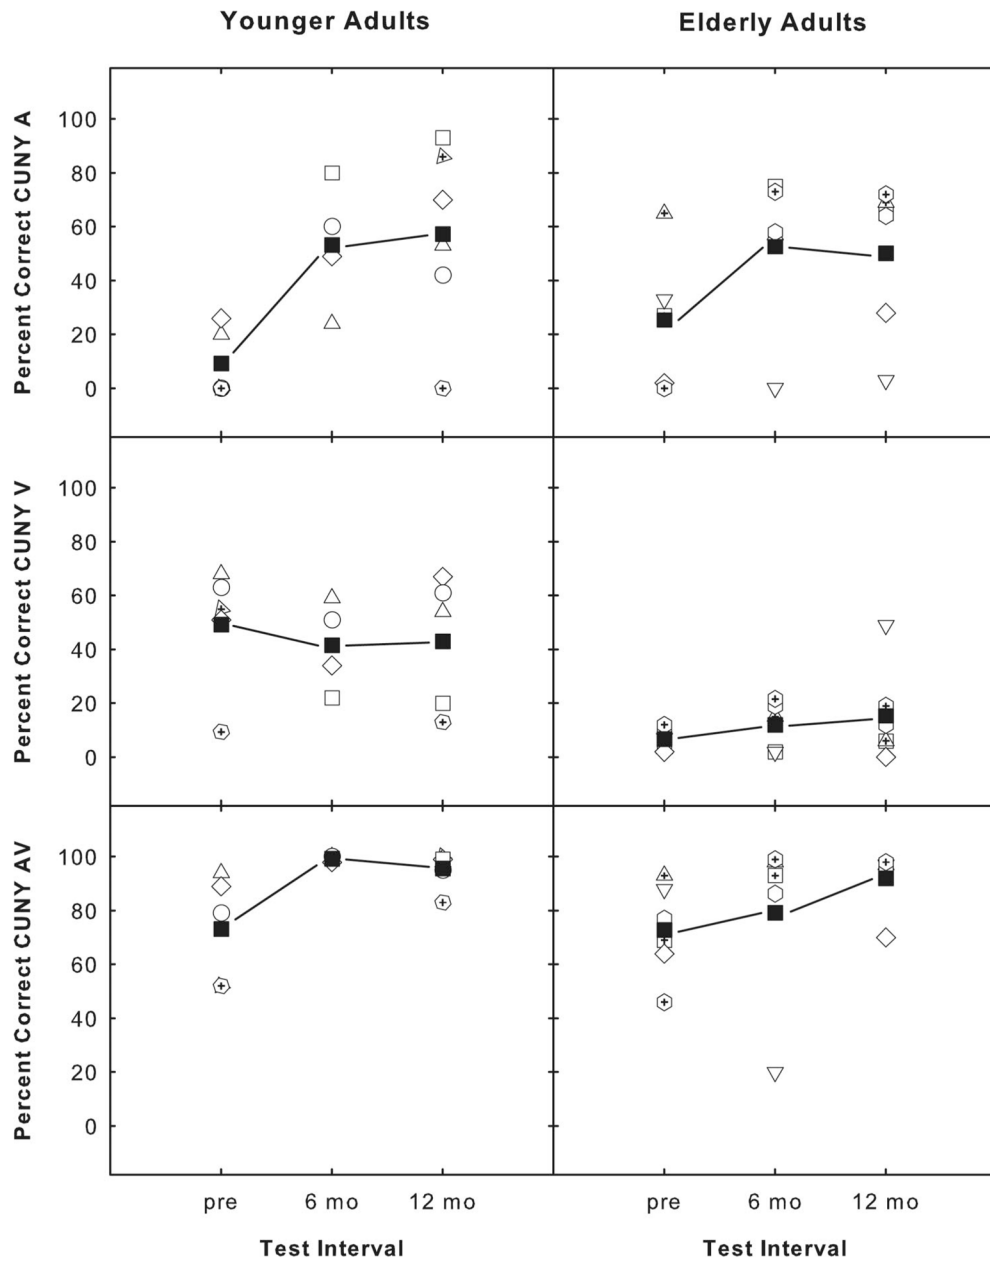 Younger Adults
Elderly Adults
Percent Correct CUNY A
100
80
60
40
20
0
Percent Correct CUNY V
100
80
60
40
20
0
Percent Correct CUNY AV
100
80
60
40
20
0
pre 6 mo 12 mo
pre 6 mo 12 mo
Test Interval
Test Interval